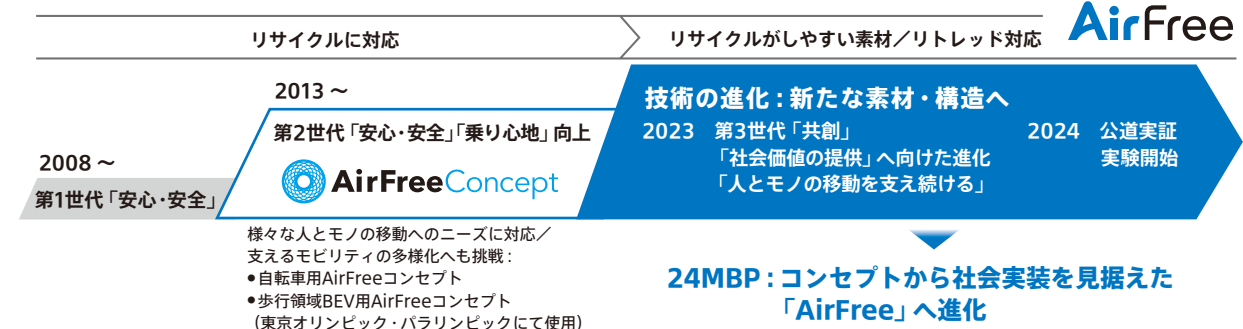 AirFree
リサイクルに対応
リサイクルがしやすい素材／リトレッド対応
2008～
第1世代「安心・安全」
2013～
第2世代「安心・安全」「乗り心地」向上
AirFreeConcept
様々な人とモノの移動へのニーズに対応／
支えるモビリティの多様化へも挑戦：
●自転車用AirFreeコンセプト
●歩行領域BEV用AirFreeコンセプト
（東京オリンピック・パラリンピックにて使用）
技術の進化：新たな素材・構造へ
2023 第3世代「共創」
「社会価値の提供」へ向けた進化
「人とモノの移動を支え続ける」
2024 公道実証
実験開始
24MBP：コンセプトから社会実装を見据えた
「AirFree」へ進化